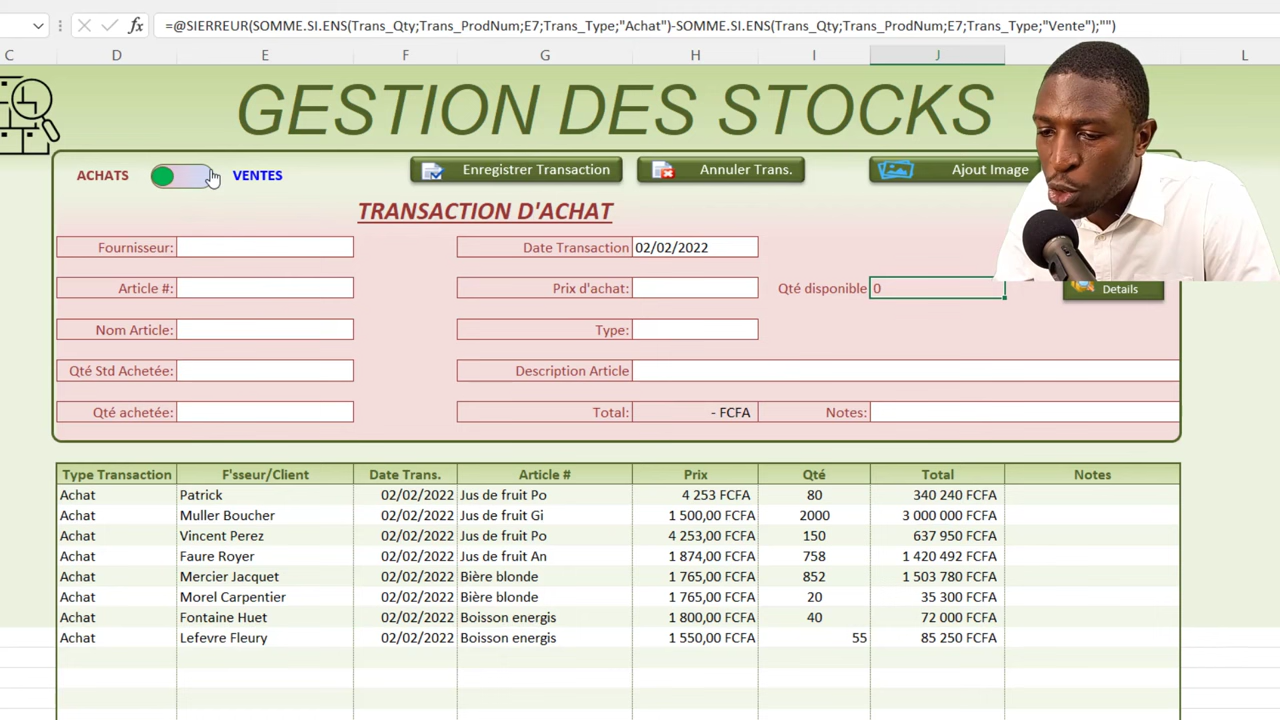 =@SIERREUR(SOMME.SI.ENS(Trans_Qty;Trans_ProdNum;E7;Trans_Type;"Achat")-SOMME.SI.ENS(Trans_Qty;Trans_ProdNum;E7;Trans_Type;"Vente");"")
C D E F G H I J L
GESTION DES STOCKS
ACHATS VENTES Enregistrer Transaction Annuler Trans. Ajout Image
TRANSACTION D'ACHAT
Fournisseur: Date Transaction 02/02/2022
Article #: Prix d'achat: Qté disponible 0 Details
Nom Article: Type:
Qté Std Achetée: Description Article
Qté achetée: Total: - FCFA Notes:
Type Transaction F'sseur/Client Date Trans. Article # Prix Qté Total Notes
Achat Patrick 02/02/2022 Jus de fruit Po 4 253 FCFA 80 340 240 FCFA
Achat Muller Boucher 02/02/2022 Jus de fruit Gi 1 500,00 FCFA 2000 3 000 000 FCFA
Achat Vincent Perez 02/02/2022 Jus de fruit Po 4 253,00 FCFA 150 637 950 FCFA
Achat Faure Royer 02/02/2022 Jus de fruit An 1 874,00 FCFA 758 1 420 492 FCFA
Achat Mercier Jacquet 02/02/2022 Bière blonde 1 765,00 FCFA 852 1 503 780 FCFA
Achat Morel Carpentier 02/02/2022 Bière blonde 1 765,00 FCFA 20 35 300 FCFA
Achat Fontaine Huet 02/02/2022 Boisson energis 1 800,00 FCFA 40 72 000 FCFA
Achat Lefevre Fleury 02/02/2022 Boisson energis 1 550,00 FCFA 55 85 250 FCFA